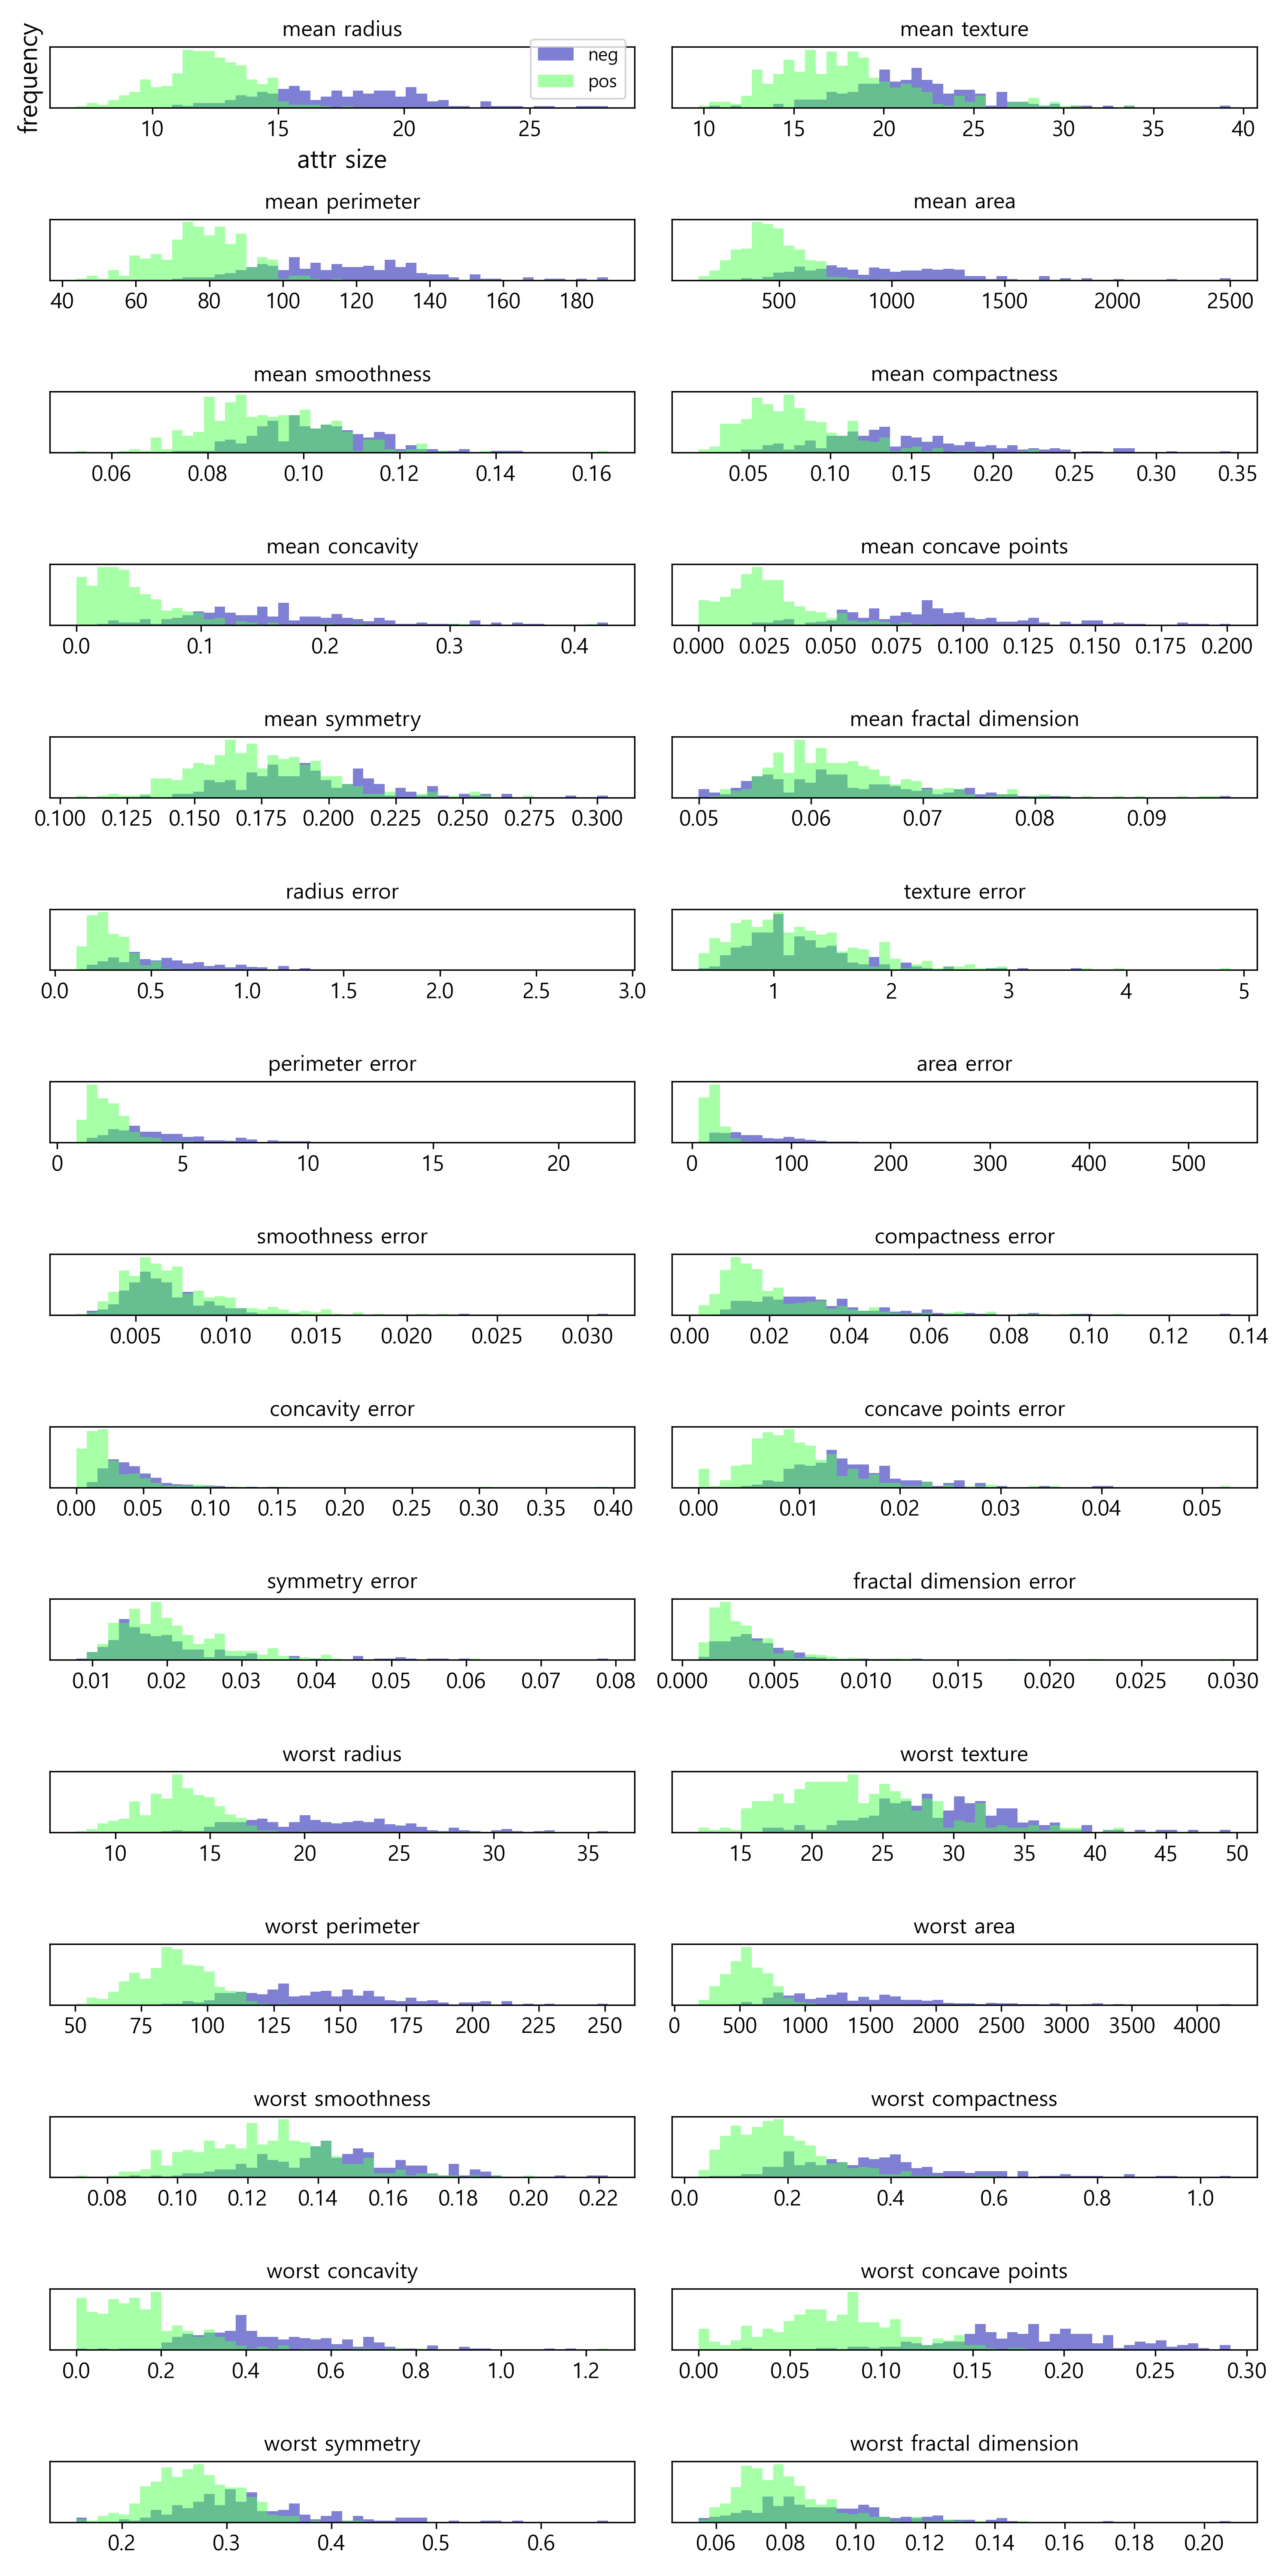 mean radius
frequency
neg
pos
10 15 20 25
attr size
mean texture
10 15 20 25 30 35 40
mean perimeter
40 60 80 100 120 140 160 180
mean area
500 1000 1500 2000 2500
mean smoothness
0.06 0.08 0.10 0.12 0.14 0.16
mean compactness
0.05 0.10 0.15 0.20 0.25 0.30 0.35
mean concavity
0.0 0.1 0.2 0.3 0.4
mean concave points
0.000 0.025 0.050 0.075 0.100 0.125 0.150 0.175 0.200
mean symmetry
0.100 0.125 0.150 0.175 0.200 0.225 0.250 0.275 0.300
mean fractal dimension
0.05 0.06 0.07 0.08 0.09
radius error
0.0 0.5 1.0 1.5 2.0 2.5 3.0
texture error
1 2 3 4 5
perimeter error
0 5 10 15 20
area error
0 100 200 300 400 500
smoothness error
0.005 0.010 0.015 0.020 0.025 0.030
compactness error
0.00 0.02 0.04 0.06 0.08 0.10 0.12 0.14
concavity error
0.00 0.05 0.10 0.15 0.20 0.25 0.30 0.35 0.40
concave points error
0.00 0.01 0.02 0.03 0.04 0.05
symmetry error
0.01 0.02 0.03 0.04 0.05 0.06 0.07 0.08
fractal dimension error
0.000 0.005 0.010 0.015 0.020 0.025 0.030
worst radius
10 15 20 25 30 35
worst texture
15 20 25 30 35 40 45 50
worst perimeter
50 75 100 125 150 175 200 225 250
worst area
0 500 1000 1500 2000 2500 3000 3500 4000
worst smoothness
0.08 0.10 0.12 0.14 0.16 0.18 0.20 0.22
worst compactness
0.0 0.2 0.4 0.6 0.8 1.0
worst concavity
0.0 0.2 0.4 0.6 0.8 1.0 1.2
worst concave points
0.00 0.05 0.10 0.15 0.20 0.25 0.30
worst symmetry
0.2 0.3 0.4 0.5 0.6
worst fractal dimension
0.06 0.08 0.10 0.12 0.14 0.16 0.18 0.20